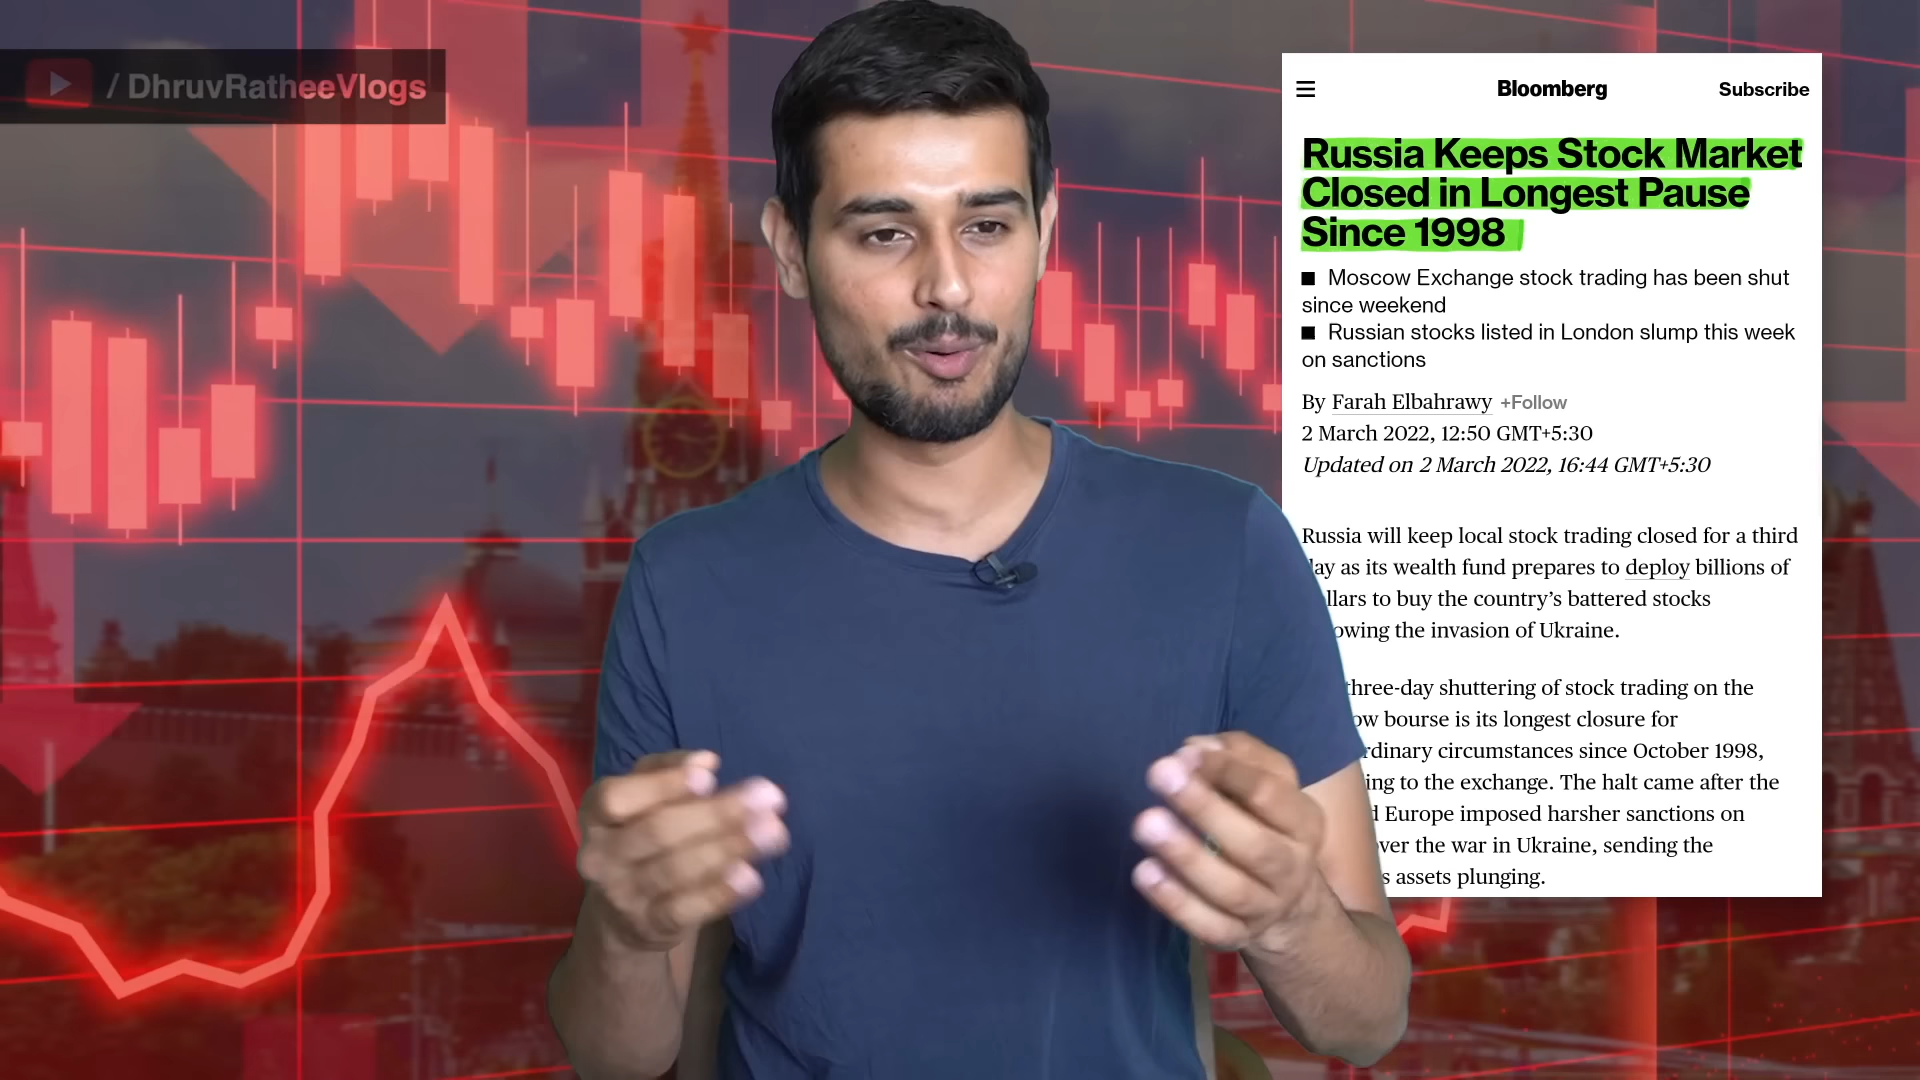 / DhruvRatheeVlogs
Bloomberg
Subscribe
Russia Keeps Stock Market
Closed in Longest Pause
Since 1998
■ Moscow Exchange stock trading has been shut
since weekend
■ Russian stocks listed in London slump this week
on sanctions
By Farah Elbahrawy +Follow
2 March 2022, 12:50 GMT+5:30
Updated on 2 March 2022, 16:44 GMT+5:30
Russia will keep local stock trading closed for a third
as its wealth fund prepares to deploy billions of
to buy the country’s battered stocks
the invasion of Ukraine.
three-day shuttering of stock trading on the
bourse is its longest closure for
circumstances since October 1998,
to the exchange. The halt came after the
Europe imposed harsher sanctions on
over the war in Ukraine, sending the
assets plunging.